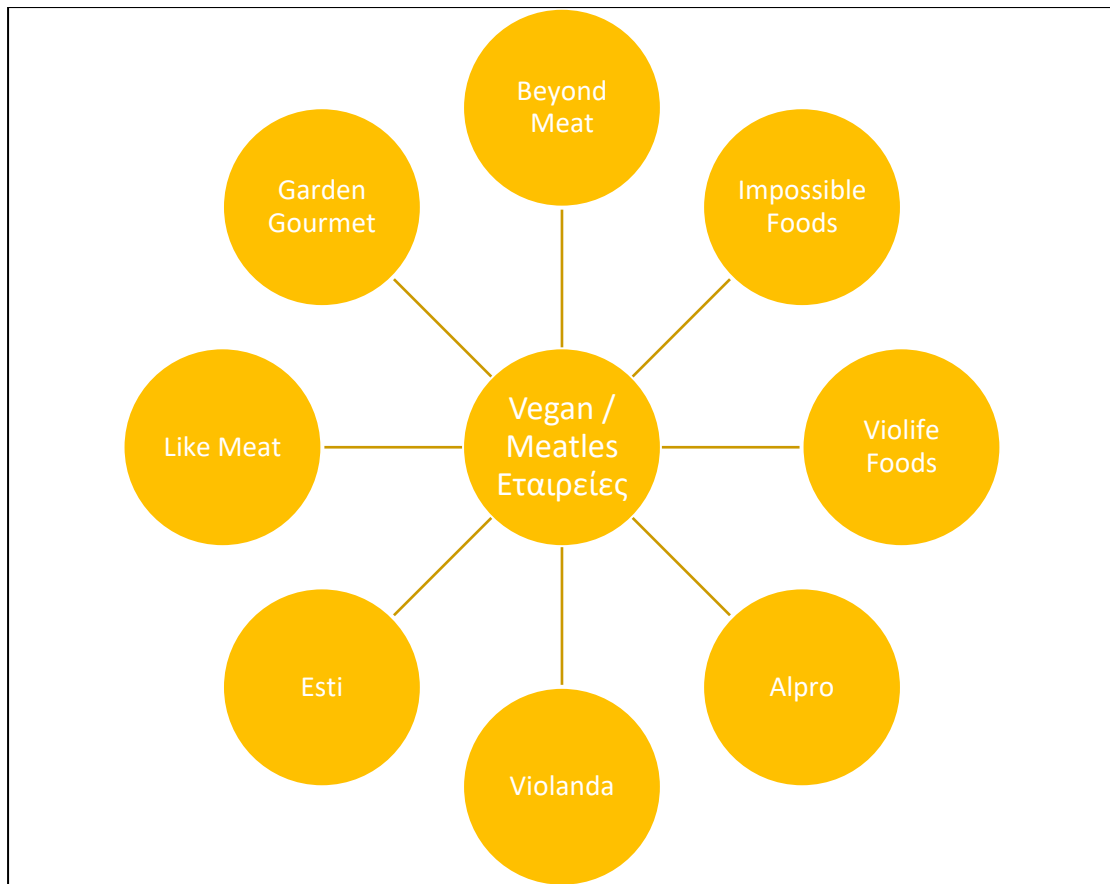 Beyond
Meat
Impossible
Foods
Violife
Foods
Alpro
Violanda
Esti
Like Meat
Garden
Gourmet
Vegan /
Meatles
Εταιρείες